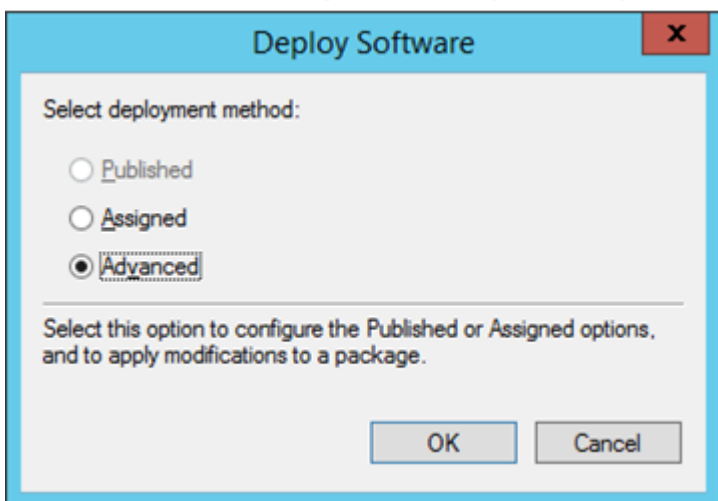 Deploy Software
x
Select deployment method:
Published
Assigned
Advanced
Select this option to configure the Published or Assigned options,
and to apply modifications to a package.
OK Cancel